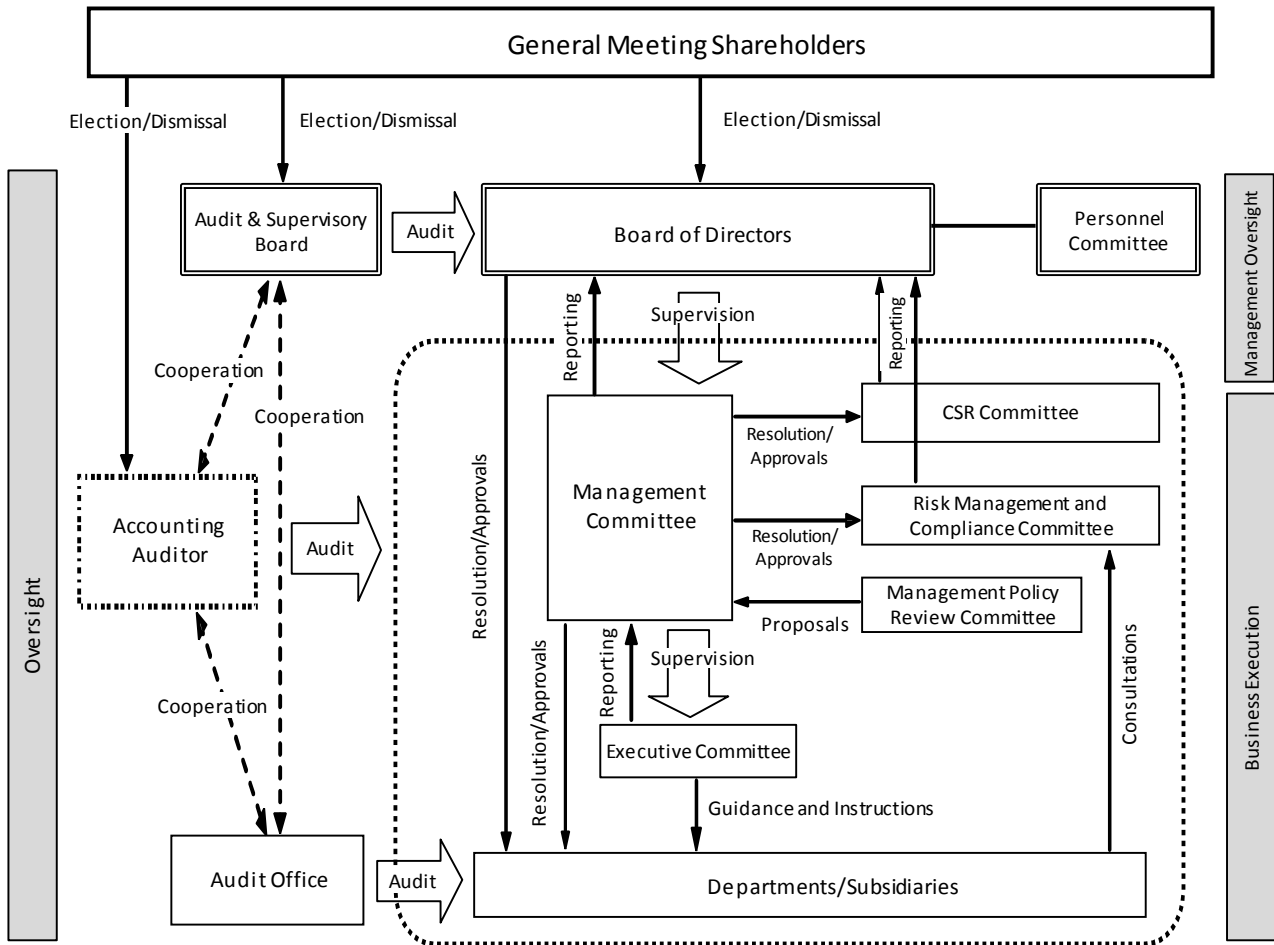 General Meeting Shareholders
Election/Dismissal
Election/Dismissal
Election/Dismissal
Oversight
Audit & Supervisory
Board
Audit
Board of Directors
Personnel
Committee
Management Oversight
Reporting
Supervision
Reporting
Cooperation
Cooperation
Resolution/Approvals
Management
Committee
Resolution/
Approvals
CSR Committee
Accounting
Auditor
Audit
Resolution/
Approvals
Risk Management and
Compliance Committee
Proposals
Management Policy
Review Committee
Business Execution
Cooperation
Resolution/Approvals
Reporting
Supervision
Consultations
Executive Committee
Guidance and Instructions
Audit Office
Audit
Departments/Subsidiaries